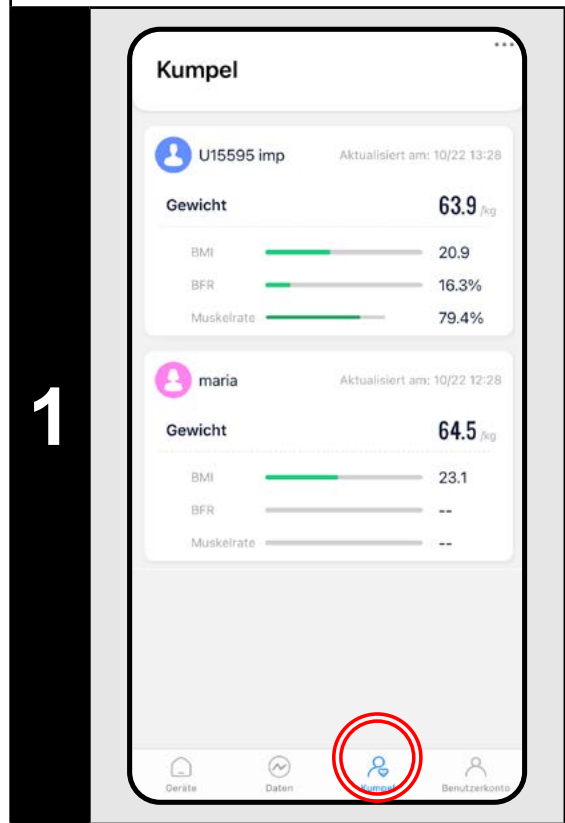 1
...
Kumpel
U15595 imp Aktualisiert am: 10/22 13:28
Gewicht 63.9 /kg
BMI 20.9
BFR 16.3%
Muskelrate 79.4%
maria Aktualisiert am: 10/22 12:28
Gewicht 64.5 /kg
BMI 23.1
BFR --
Muskelrate --
Geräte Daten Kumpel Benutzerkonto